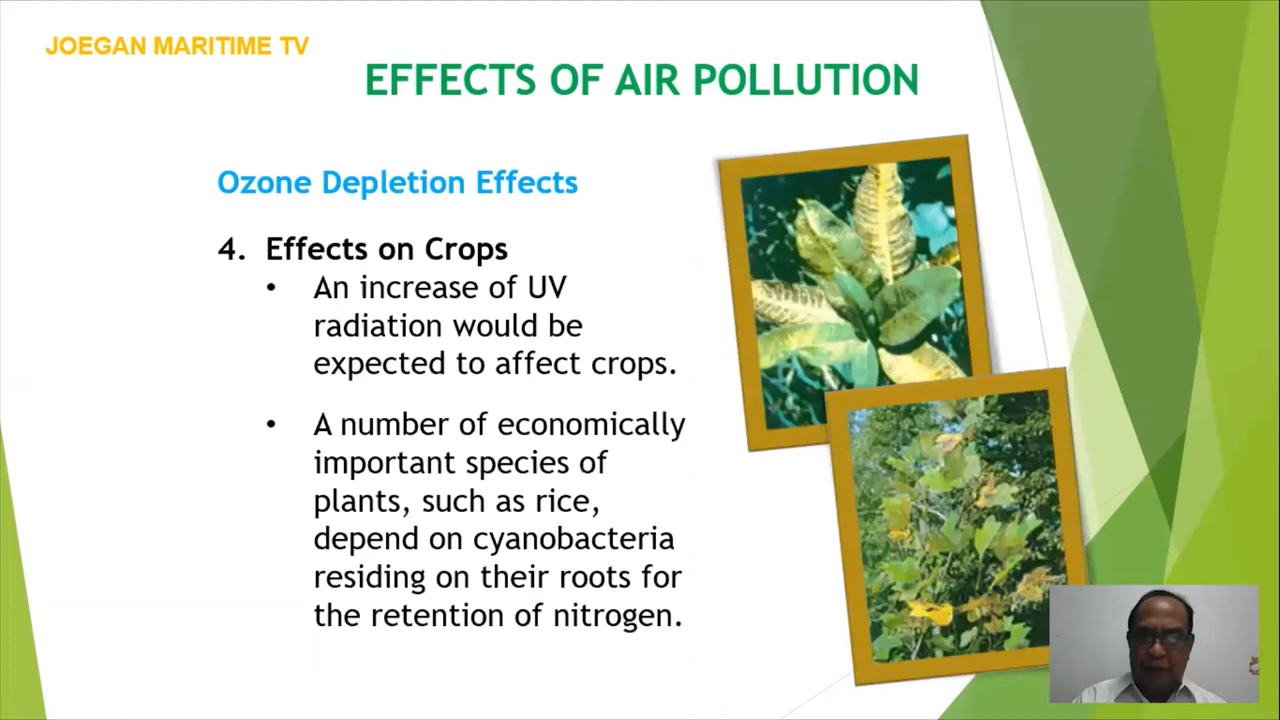 JOEGAN MARITIME TV
EFFECTS OF AIR POLLUTION
Ozone Depletion Effects
4. Effects on Crops
• An increase of UV
radiation would be
expected to affect crops.
• A number of economically
important species of
plants, such as rice,
depend on cyanobacteria
residing on their roots for
the retention of nitrogen.